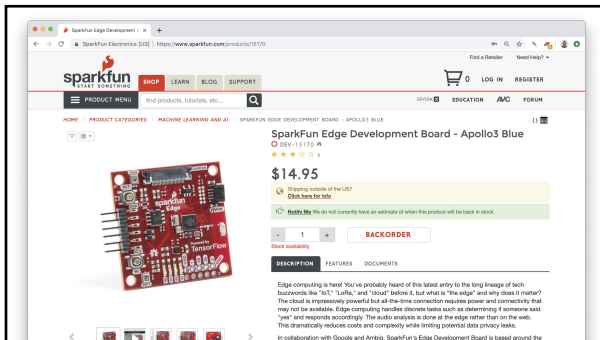 SparkFun Edge Development S
SparkFun Electronics [US] | https://www.sparkfun.com/products/15170
Find a Retailer Need Help?
sparkfun
START SOMETHING
SHOP LEARN BLOG SUPPORT
0 LOG IN REGISTER
PRODUCT MENU find products, tutorials, etc...
SPARKX EDUCATION AVC FORUM
HOME / PRODUCT CATEGORIES / MACHINE LEARNING AND AI / SPARKFUN EDGE DEVELOPMENT BOARD - APOLLO3 BLUE
SparkFun Edge Development Board - Apollo3 Blue
DEV-15170
6
$14.95
Shipping outside of the US?
Click here for info.
Notify Me We do not currently have an estimate of when this product will be back in stock.
- 1 + BACKORDER
Stock availability
sparkfun
Edge
Powered by
TensorFlow
DESCRIPTION FEATURES DOCUMENTS
Edge computing is here! You've probably heard of this latest entry to the long lineage of tech
buzzwords like "IoT," "LoRa," and "cloud" before it, but what is "the edge" and why does it matter?
The cloud is impressively powerful but all-the-time connection requires power and connectivity that
may not be available. Edge computing handles discrete tasks such as determining if someone said
"yes" and responds accordingly. The audio analysis is done at the edge rather than on the web.
This dramatically reduces costs and complexity while limiting potential data privacy leaks.
In collaboration with Google and Ambiq, SparkFun's Edge Development Board is based around the